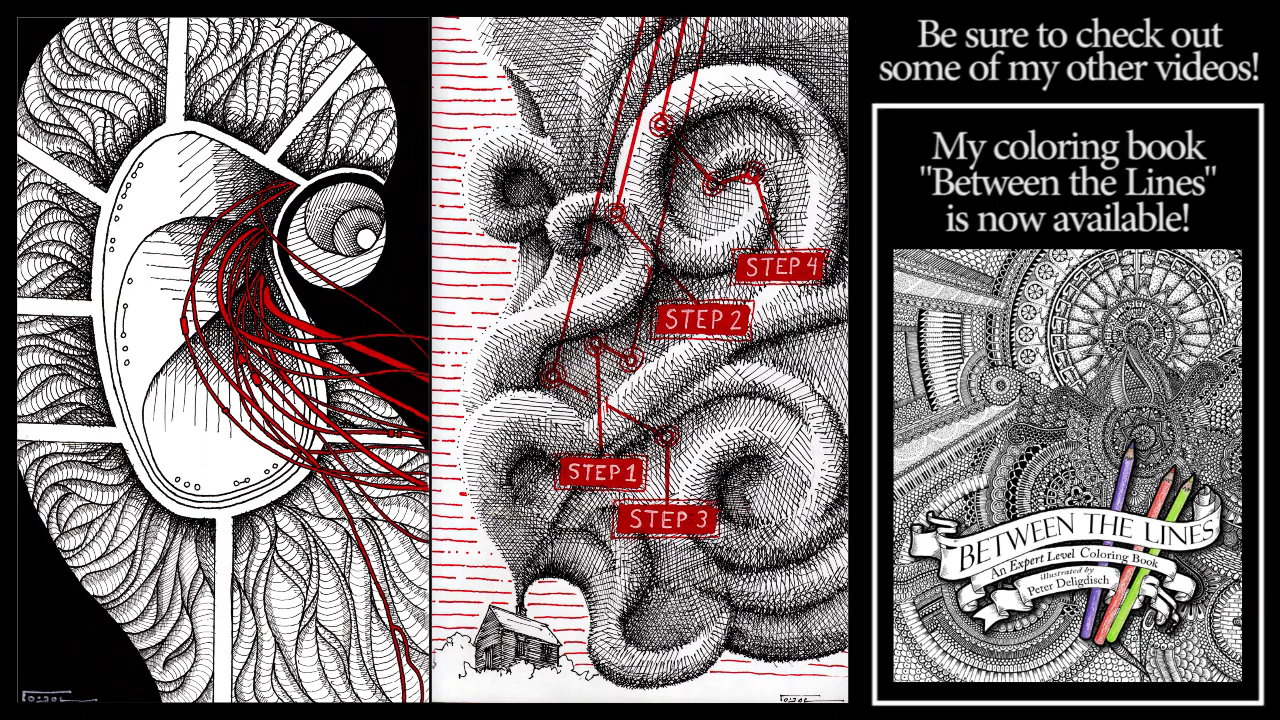 Be sure to check out
some of my other videos!
My coloring book
"Between the Lines"
is now available!
STEP 4
STEP 2
STEP 1
STEP 3
BETWEEN THE LINES
An Expert Level Coloring Book
illustrated by
Peter Deligdisch